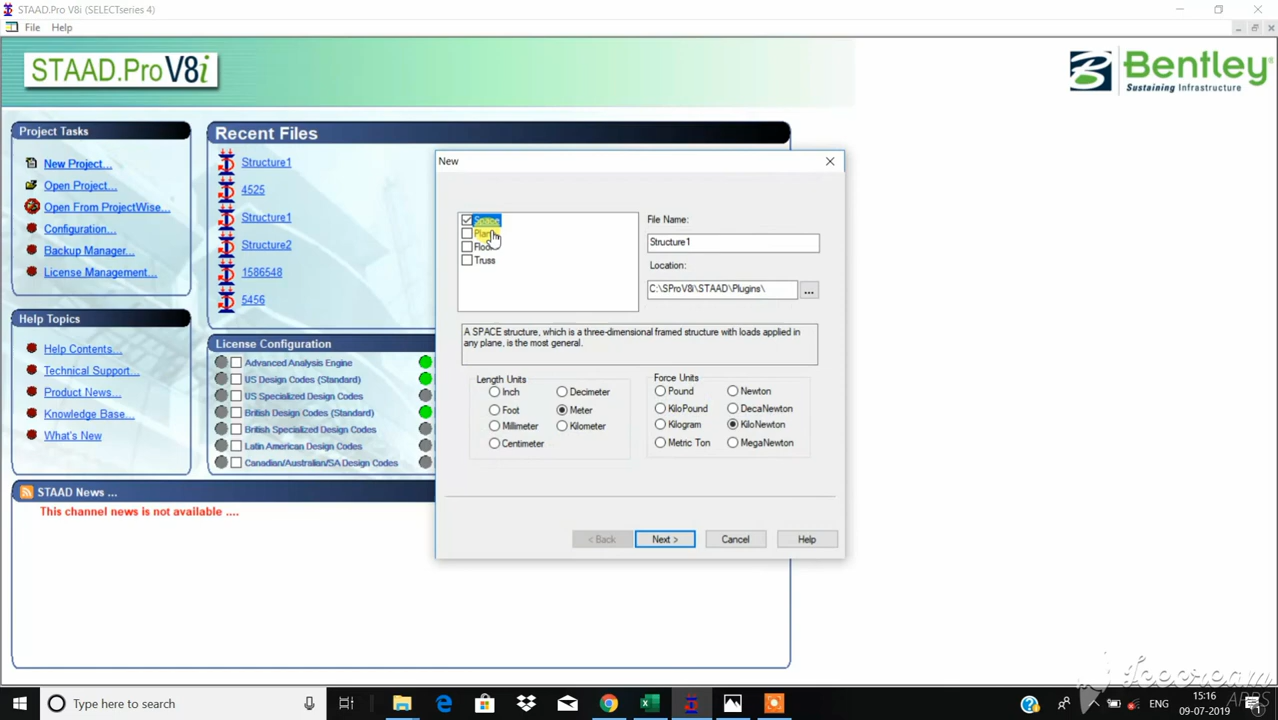 STAAD.Pro V8i (SELECTseries 4)
File Help
STAAD.Pro V8i
Bentley
Sustaining Infrastructure
Project Tasks
New Project...
Open Project...
Open From ProjectWise...
Configuration...
Backup Manager...
License Management...
Help Topics
Help Contents...
Technical Support...
Product News...
Knowledge Base...
What's New
Recent Files
Structure1
4525
Structure1
Structure2
1586548
5456
License Configuration
Advanced Analysis Engine
US Design Codes (Standard)
US Specialized Design Codes
British Design Codes (Standard)
British Specialized Design Codes
Latin American Design Codes
Canadian/Australian/SA Design Codes
STAAD News ...
This channel news is not available ....
New
Space
Truss
File Name:
Structure1
Location:
C:\SProV8i\STAAD\Plugins\
...
A SPACE structure, which is a three-dimensional framed structure with loads applied in
any plane, is the most general.
Length Units
Inch Decimeter
Foot Meter
Millimeter Kilometer
Centimeter
Force Units
Pound Newton
KiloPound DecaNewton
Kilogram KiloNewton
Metric Ton MegaNewton
< Back Next > Cancel Help
Type here to search
ENG
15:16
09-07-2019
APPS